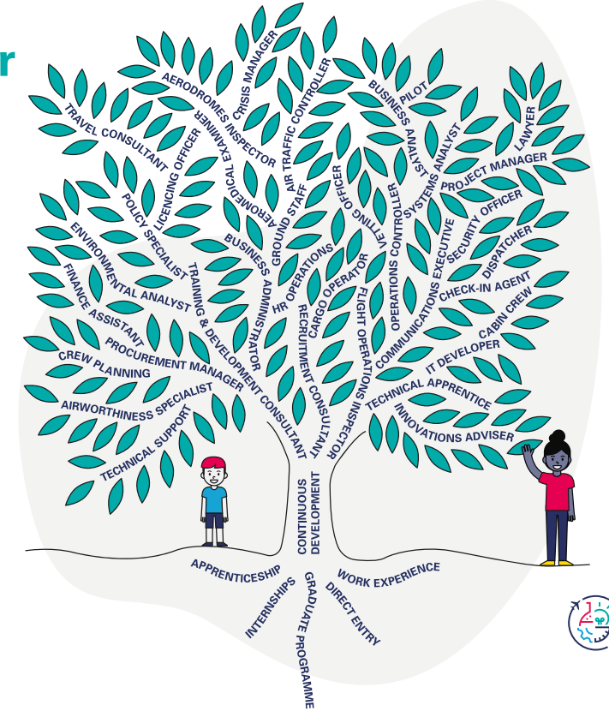 r
CRISIS MANAGER
AERODROMES INSPECTOR
AIR TRAFFIC CONTROLLER
PILOT
BUSINESS ANALYST
LAWYER
TRAVEL CONSULTANT
LICENCING OFFICER
AEROMEDICAL EXAMINER
SYSTEMS ANALYST
PROJECT MANAGER
GROUND STAFF
VETTING OFFICER
OPERATIONS CONTROLLER
SECURITY OFFICER
POLICY SPECIALIST
DISPATCHER
ENVIRONMENTAL ANALYST
BUSINESS ADMINISTRATOR
HR OPERATIONS
CARGO OPERATOR
COMMUNICATIONS EXECUTIVE
CHECK-IN AGENT
FINANCE ASSISTANT
TRAINING & DEVELOPMENT CONSULTANT
RECRUITMENT CONSULTANT
FLIGHT OPERATIONS INSPECTOR
CABIN CREW
IT DEVELOPER
PROCUREMENT MANAGER
CREW PLANNING
TECHNICAL APPRENTICE
AIRWORTHINESS SPECIALIST
INNOVATIONS ADVISER
TECHNICAL SUPPORT
CONTINUOUS
DEVELOPMENT
APPRENTICESHIP
INTERNSHIPS
GRADUATE PROGRAMME
DIRECT ENTRY
WORK EXPERIENCE